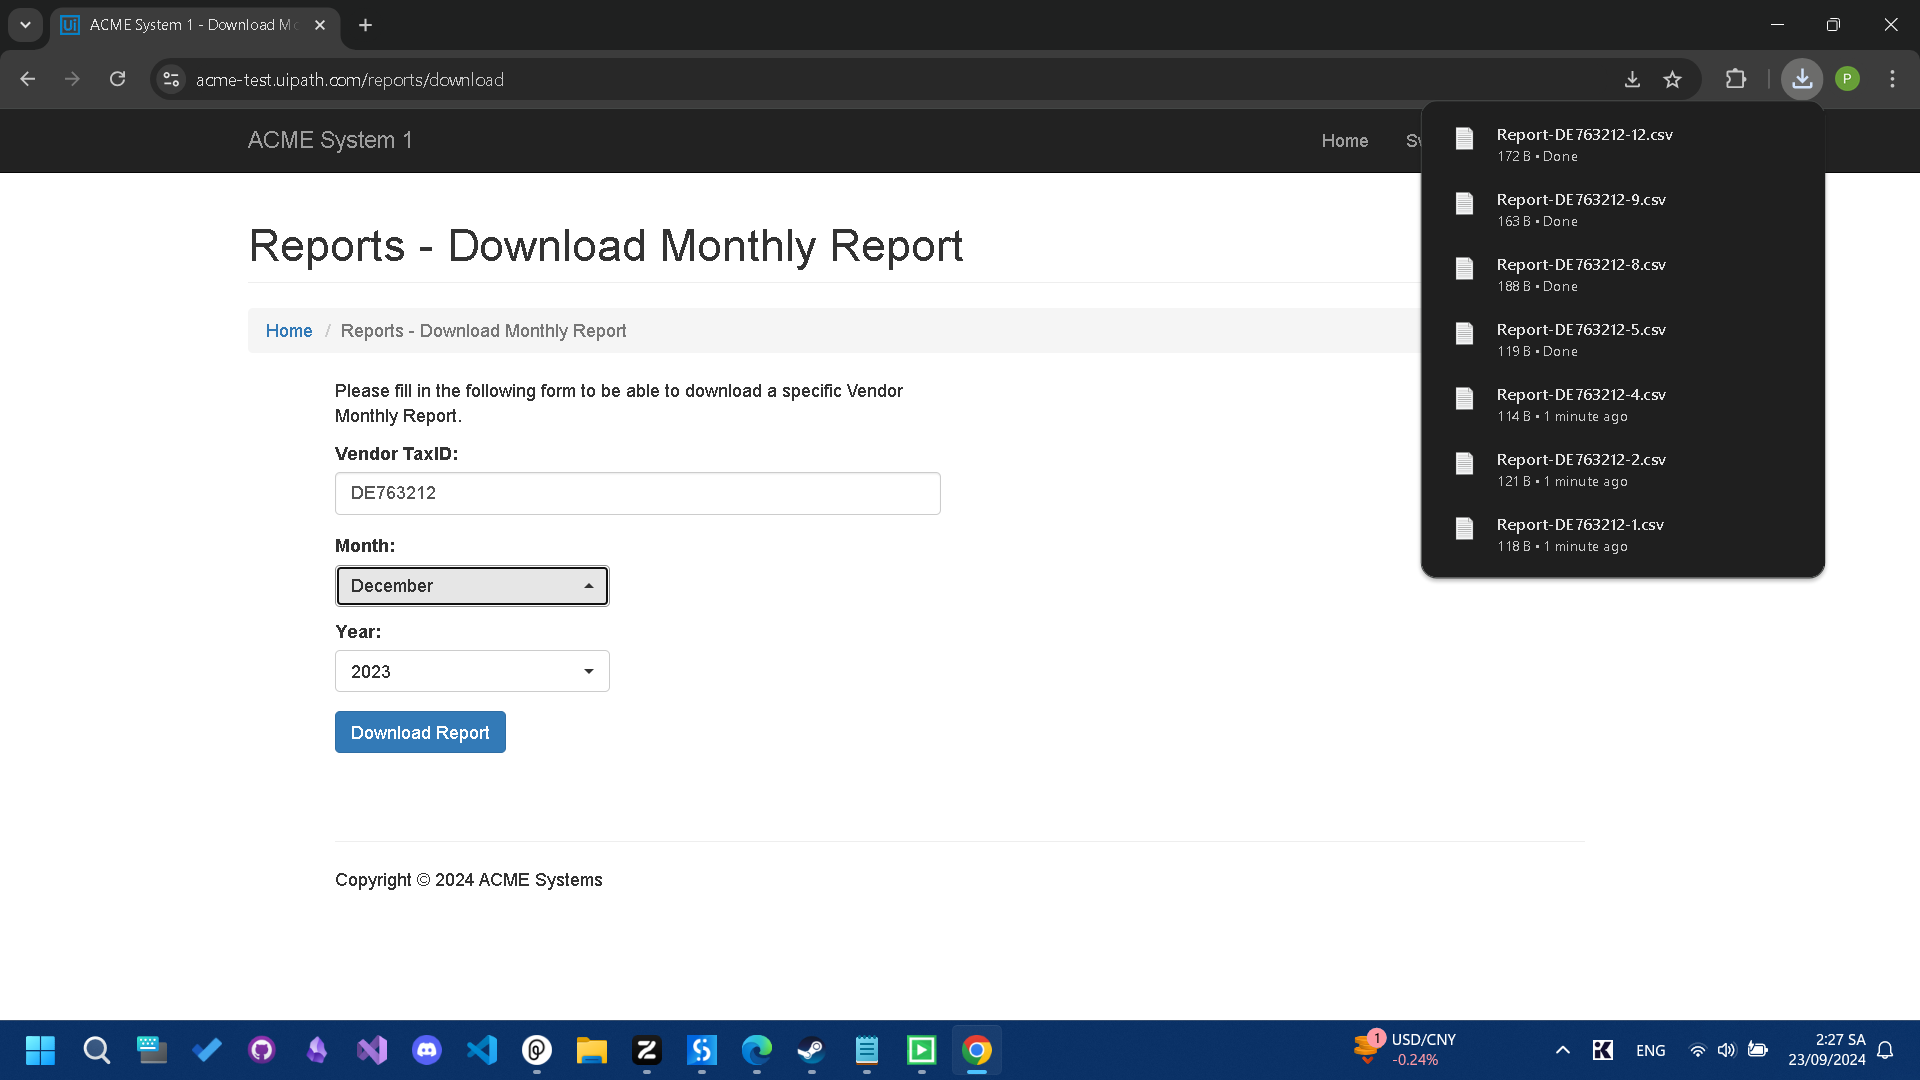 ACME System 1 - Download Mo
acme-test.uipath.com/reports/download
P
ACME System 1
Home
Reports - Download Monthly Report
Home / Reports - Download Monthly Report
Please fill in the following form to be able to download a specific Vendor
Monthly Report.
Vendor TaxID:
DE763212
Month:
December
Year:
2023
Download Report
Copyright © 2024 ACME Systems
Report-DE763212-12.csv
172 B • Done
Report-DE763212-9.csv
163 B • Done
Report-DE763212-8.csv
188 B • Done
Report-DE763212-5.csv
119 B • Done
Report-DE763212-4.csv
114 B • 1 minute ago
Report-DE763212-2.csv
121 B • 1 minute ago
Report-DE763212-1.csv
118 B • 1 minute ago
1
USD/CNY
-0.24%
ENG
2:27 SA
23/09/2024